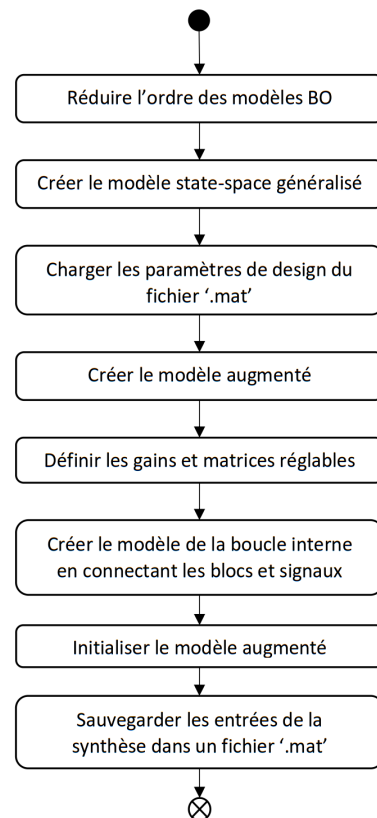 Réduire l’ordre des modèles BO
Créer le modèle state-space généralisé
Charger les paramètres de design du
fichier ‘.mat’
Créer le modèle augmenté
Définir les gains et matrices réglables
Créer le modèle de la boucle interne
en connectant les blocs et signaux
Initialiser le modèle augmenté
Sauvegarder les entrées de la
synthèse dans un fichier ‘.mat’